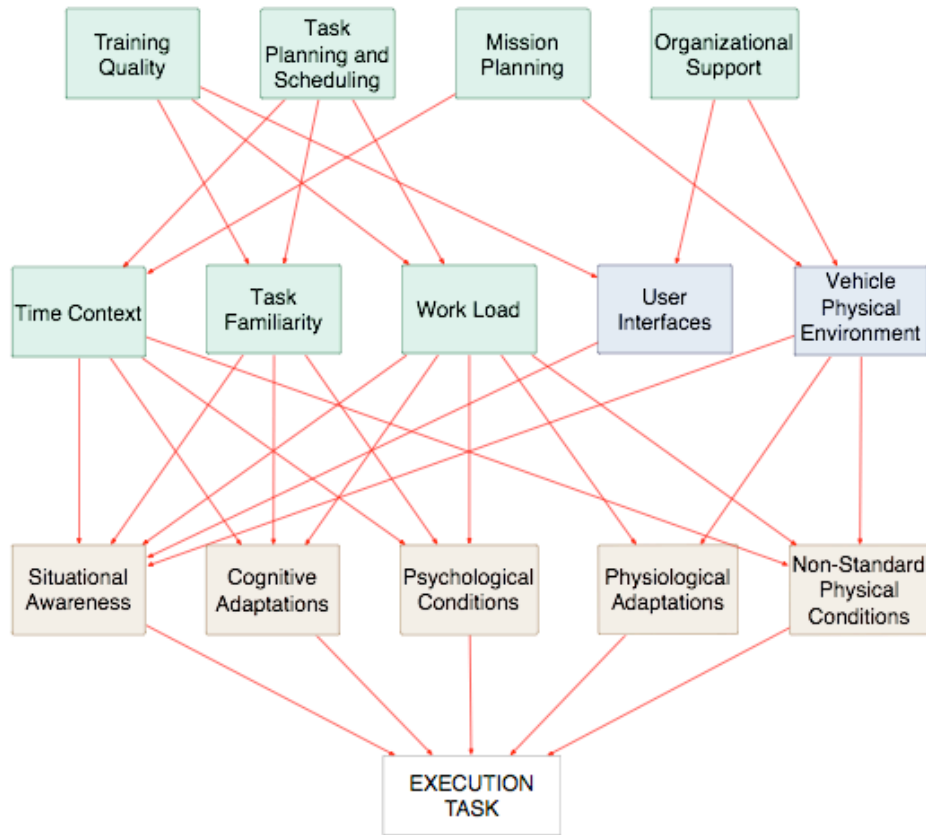 Training
Quality
Task
Planning and
Scheduling
Mission
Planning
Organizational
Support
Time Context
Task
Familiarity
Work Load
User
Interfaces
Vehicle
Physical
Environment
Situational
Awareness
Cognitive
Adaptations
Psychological
Conditions
Physiological
Adaptations
Non-Standard
Physical
Conditions
EXECUTION
TASK